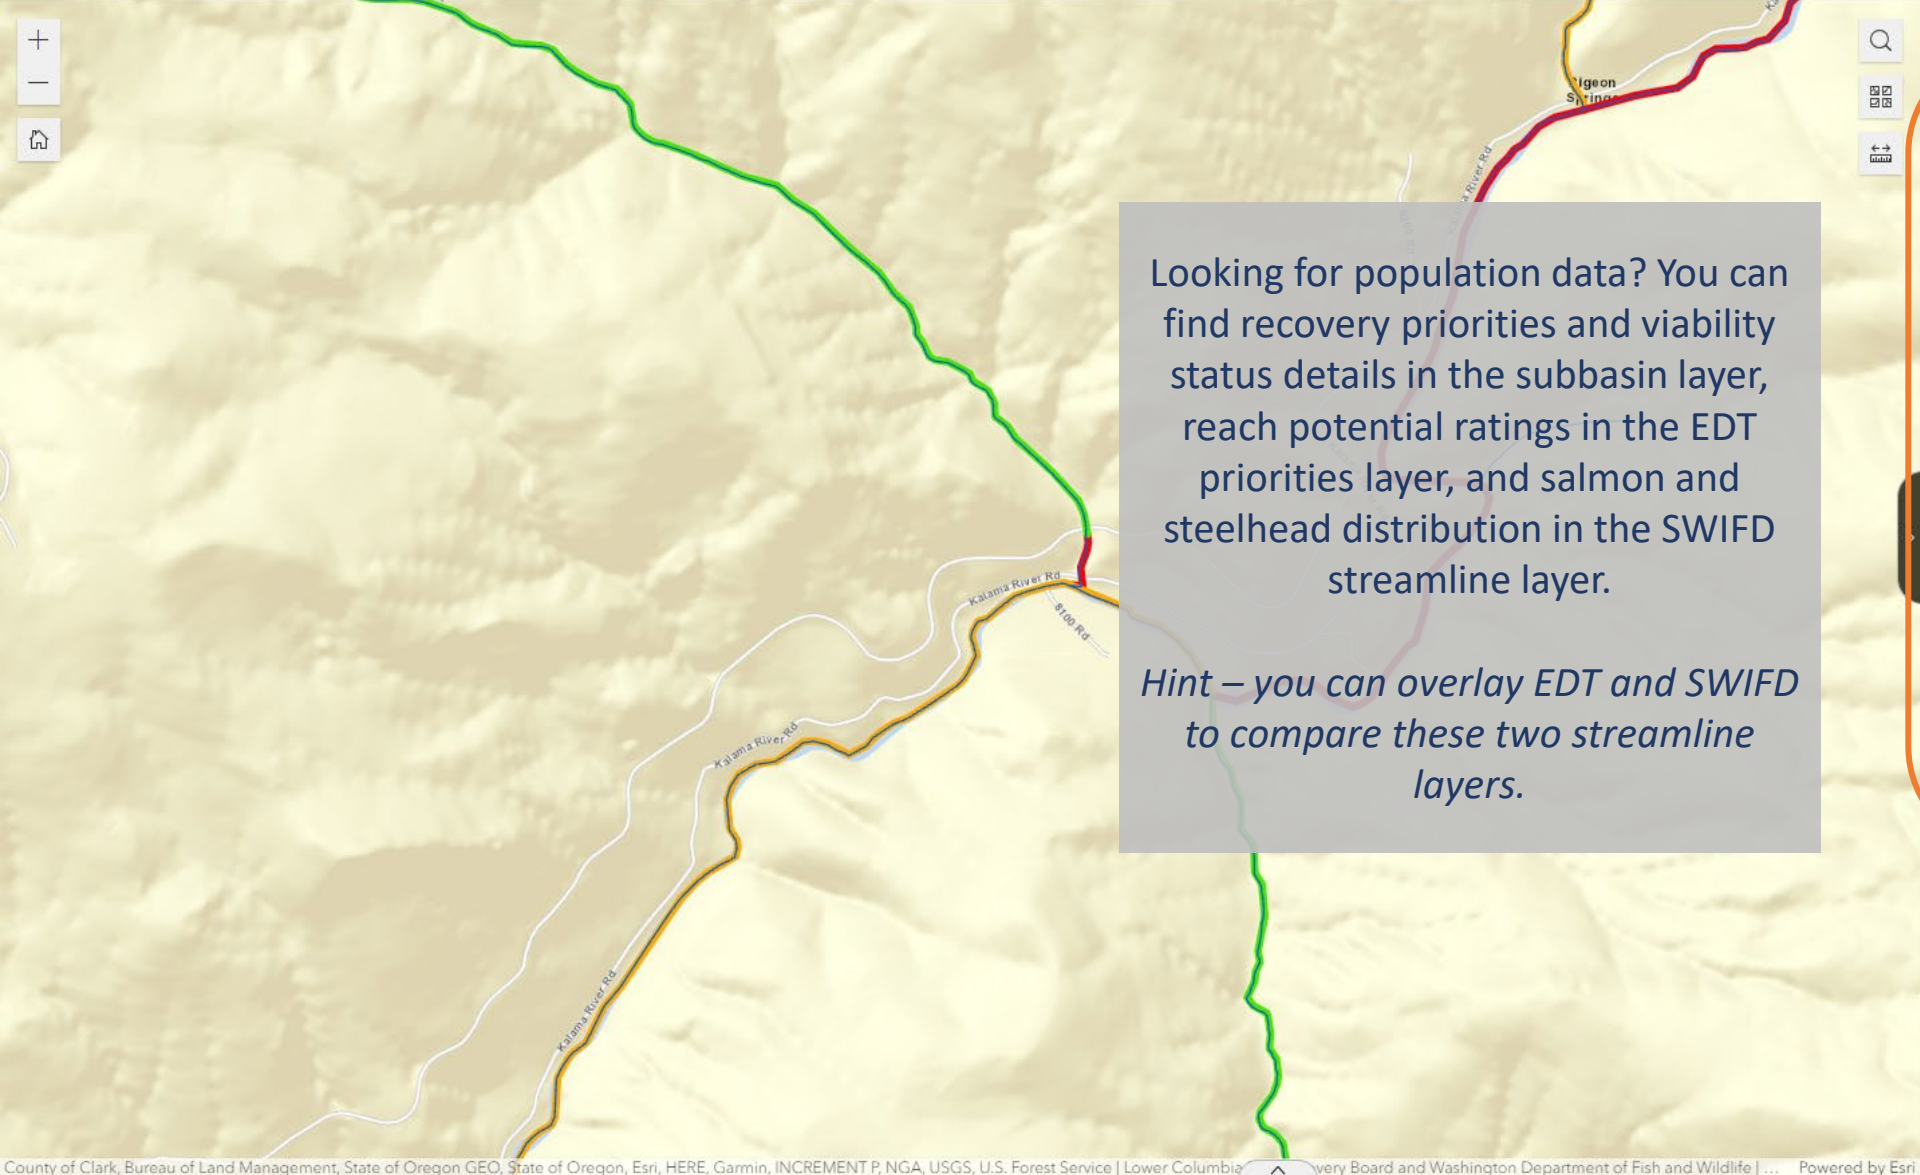 Pigeon
Springs
Kalama River Rd
Looking for population data? You can
find recovery priorities and viability
status details in the subbasin layer,
reach potential ratings in the EDT
priorities layer, and salmon and
steelhead distribution in the SWIFD
streamline layer.
Hint – you can overlay EDT and SWIFD
to compare these two streamline
layers.
Kalama River Rd
8100 Rd
Kalama River Rd
Kalama River Rd
County of Clark, Bureau of Land Management, State of Oregon GEO, State of Oregon, Esri, HERE, Garmin, INCREMENT P, NGA, USGS, U.S. Forest Service | Lower Columbia very Board and Washington Department of Fish and Wildlife | ... Powered by Esri